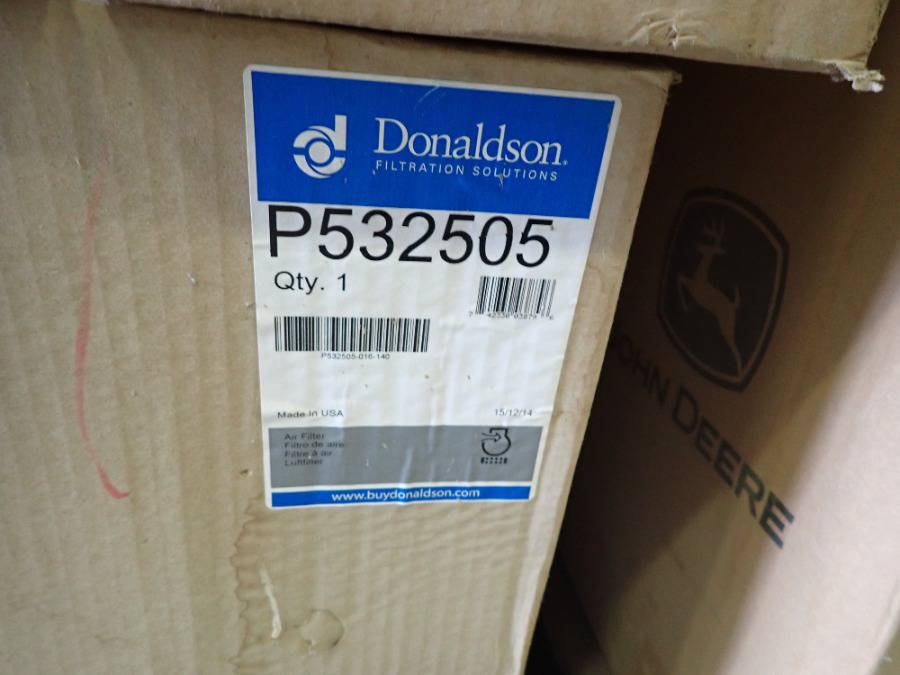 Donaldson.
FILTRATION SOLUTIONS
P532505
Qty. 1
P532505-016-140
Made in USA
15/12/14
Air Filter
Filtro de aire
Filtre à air
Luftfilter
www.buydonaldson.com
JOHN DEERE